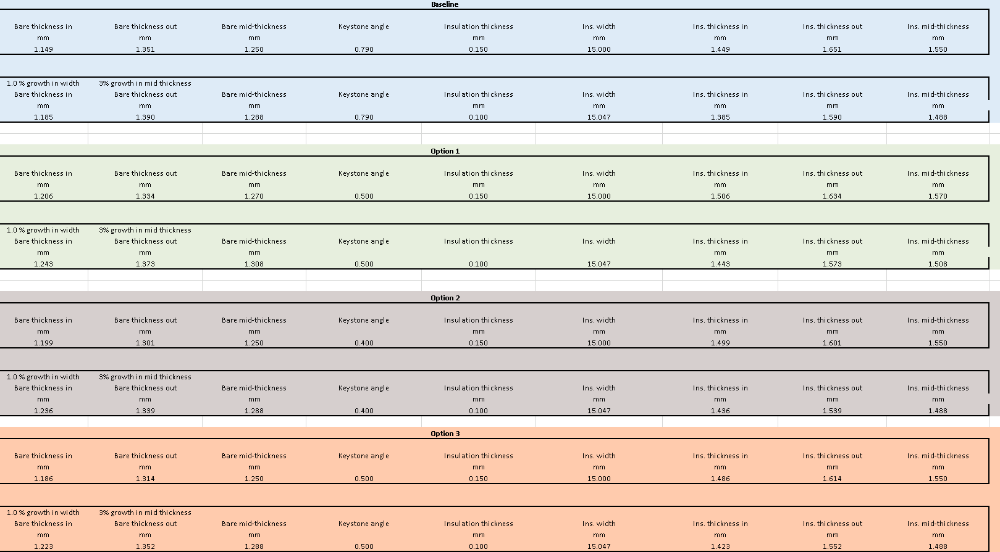 Baseline
Bare thickness in Bare thickness out Bare mid-thickness Keystone angle Insulation thickness Ins. width Ins. thickness in Ins. thickness out Ins. mid-thickness
mm mm mm mm mm mm mm mm
1.149 1.351 1.250 0.790 0.150 15.000 1.449 1.651 1.550
1.0 % growth in width 3% growth in mid thickness
Bare thickness in Bare thickness out Bare mid-thickness Keystone angle Insulation thickness Ins. width Ins. thickness in Ins. thickness out Ins. mid-thickness
mm mm mm mm mm mm mm mm
1.185 1.390 1.288 0.790 0.100 15.047 1.385 1.590 1.488
Option 1
Bare thickness in Bare thickness out Bare mid-thickness Keystone angle Insulation thickness Ins. width Ins. thickness in Ins. thickness out Ins. mid-thickness
mm mm mm mm mm mm mm mm
1.206 1.334 1.270 0.500 0.150 15.000 1.506 1.634 1.570
1.0 % growth in width 3% growth in mid thickness
Bare thickness in Bare thickness out Bare mid-thickness Keystone angle Insulation thickness Ins. width Ins. thickness in Ins. thickness out Ins. mid-thickness
mm mm mm mm mm mm mm
1.243 1.373 1.308 0.500 0.100 15.047 1.443 1.573 1.508
Option 2
Bare thickness in Bare thickness out Bare mid-thickness Keystone angle Insulation thickness Ins. width Ins. thickness in Ins. thickness out Ins. mid-thickness
mm mm mm mm mm mm mm mm
1.199 1.301 1.250 0.400 0.150 15.000 1.499 1.601 1.550
1.0 % growth in width 3% growth in mid thickness
Bare thickness in Bare thickness out Bare mid-thickness Keystone angle Insulation thickness Ins. width Ins. thickness in Ins. thickness out Ins. mid-thickness
mm mm mm mm mm mm mm mm
1.236 1.339 1.288 0.400 0.100 15.047 1.436 1.539 1.488
Option 3
Bare thickness in Bare thickness out Bare mid-thickness Keystone angle Insulation thickness Ins. width Ins. thickness in Ins. thickness out Ins. mid-thickness
mm mm mm mm mm mm mm mm
1.186 1.314 1.250 0.500 0.150 15.000 1.486 1.614 1.550
1.0 % growth in width 3% growth in mid thickness
Bare thickness in Bare thickness out Bare mid-thickness Keystone angle Insulation thickness Ins. width Ins. thickness in Ins. thickness out Ins. mid-thickness
mm mm mm mm mm mm mm mm
1.223 1.352 1.288 0.500 0.100 15.047 1.423 1.552 1.488